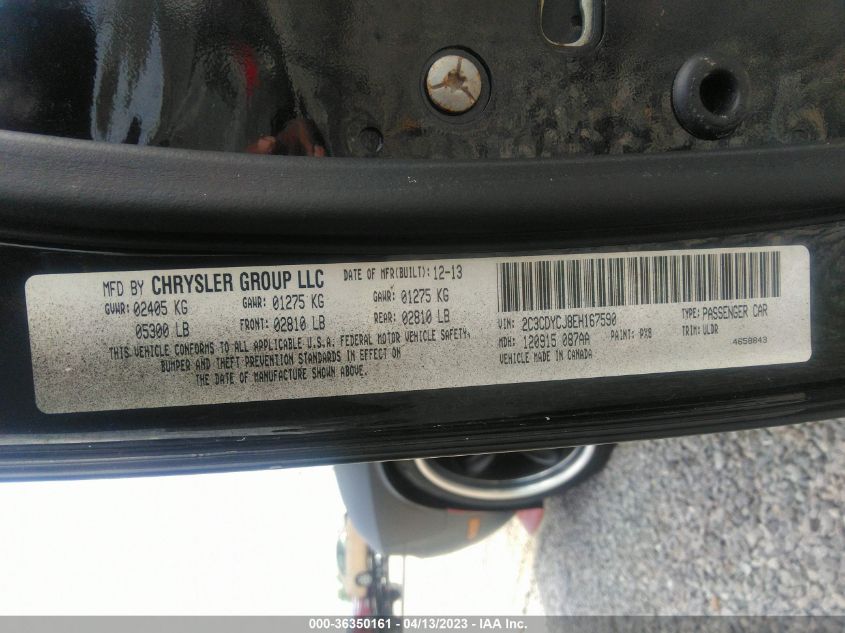 MFD BY CHRYSLER GROUP LLC DATE OF MFR(BUILT): 12-13
GVWR: 02405 KG GAWR: 01275 KG GAWR: 01275 KG
05300 LB FRONT: 02810 LB REAR: 02810 LB
THIS VEHICLE CONFORMS TO ALL APPLICABLE U.S.A. FEDERAL MOTOR VEHICLE SAFETY,
BUMPER AND THEFT PREVENTION STANDARDS IN EFFECT ON
THE DATE OF MANUFACTURE SHOWN ABOVE.
VIN: 2C3CDYCJ8EH167590 TYPE: PASSENGER CAR
MDH: 120915 087AA PAINT: PX8 TRIM: ULDR
VEHICLE MADE IN CANADA 4658843
000-36350161 - 04/13/2023 - IAA Inc.